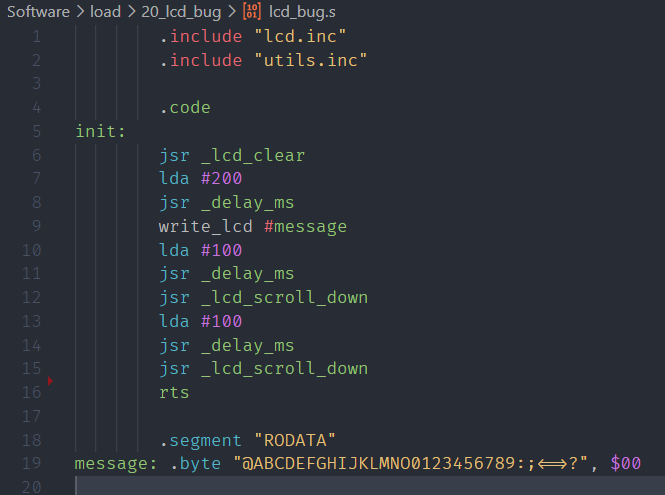 Software > load > 20_lcd_bug > lcd_bug.s
1 .include "lcd.inc"
2 .include "utils.inc"
3
4 .code
5 init:
6 jsr _lcd_clear
7 lda #200
8 jsr _delay_ms
9 write_lcd #message
10 lda #100
11 jsr _delay_ms
12 jsr _lcd_scroll_down
13 lda #100
14 jsr _delay_ms
15 jsr _lcd_scroll_down
16 rts
17
18 .segment "RODATA"
19 message: .byte "@ABCDEFGHIJKLMNO0123456789:;<=>?", $00
20